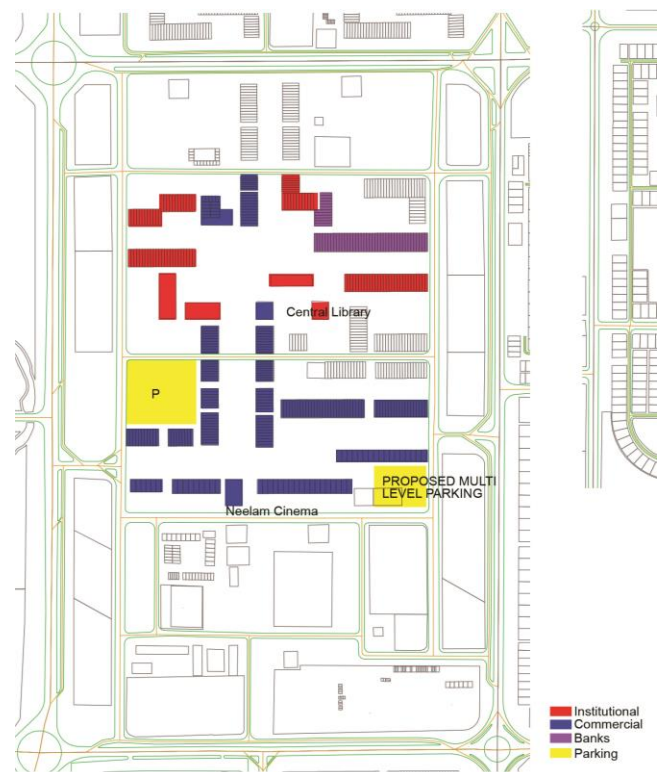 Central Library
P
PROPOSED MULTI
LEVEL PARKING
Neelam Cinema
Institutional
Commercial
Banks
Parking